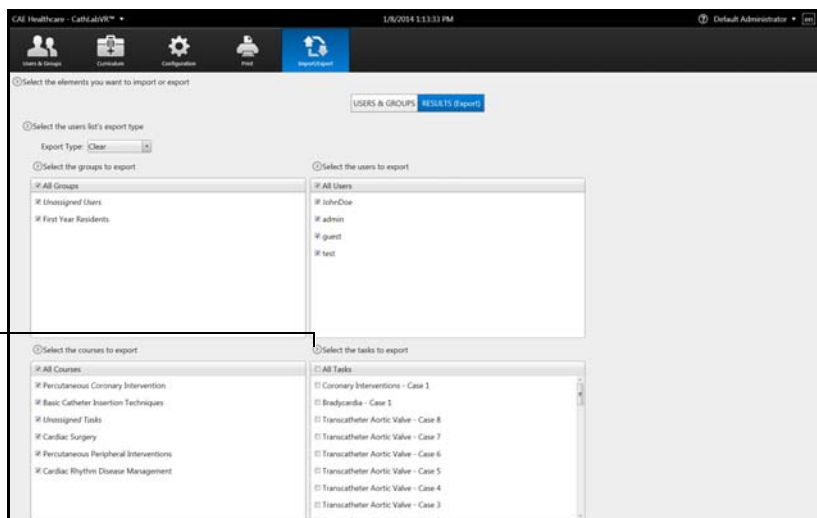 CAE Healthcare - CathLabVR™
1/8/2014 1:13:33 PM
Default Administrator
en
Users & Groups
Curriculum
Configuration
Print
Import/Export
Select the elements you want to import or export
USERS & GROUPS
RESULTS (Export)
Select the users list's export type
Export Type: Clear
Select the groups to export
All Groups
Unassigned Users
First Year Residents
Select the users to export
All Users
JohnDoe
admin
guest
test
Select the courses to export
All Courses
Percutaneous Coronary Intervention
Basic Catheter Insertion Techniques
Unassigned Tasks
Cardiac Surgery
Percutaneous Peripheral Interventions
Cardiac Rhythm Disease Management
Select the tasks to export
All Tasks
Coronary Interventions - Case 1
Bradycardia - Case 1
Transcatheter Aortic Valve - Case 8
Transcatheter Aortic Valve - Case 7
Transcatheter Aortic Valve - Case 6
Transcatheter Aortic Valve - Case 5
Transcatheter Aortic Valve - Case 4
Transcatheter Aortic Valve - Case 3